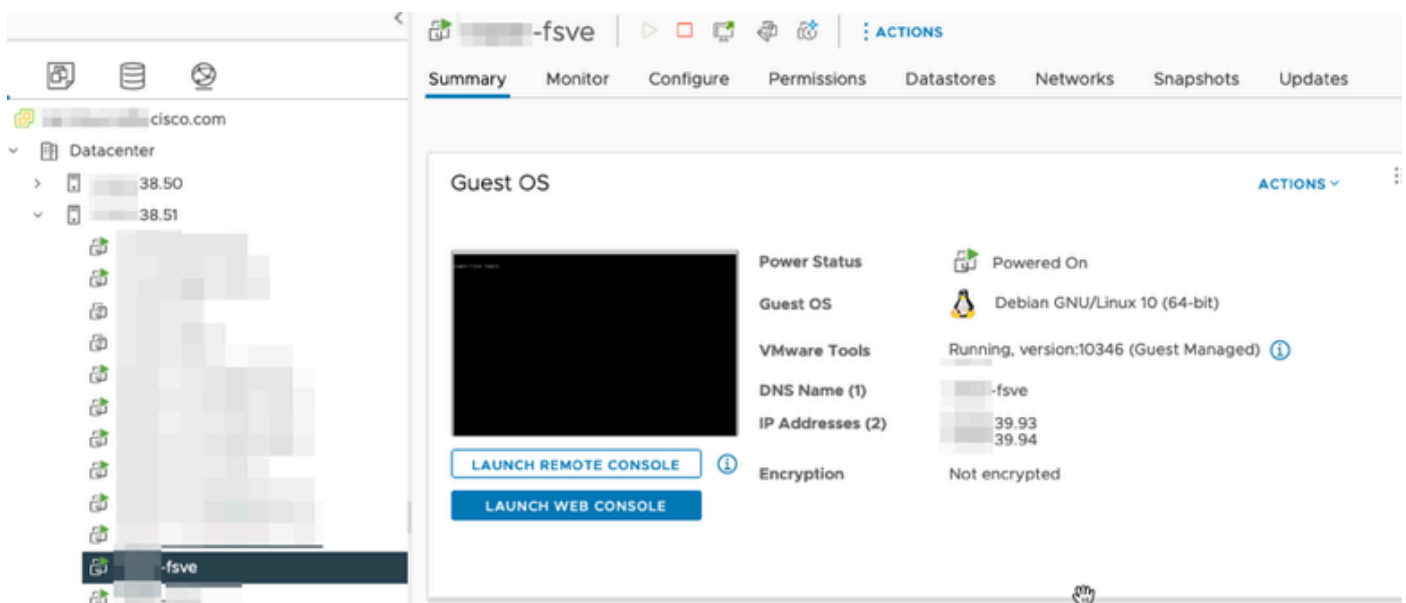 -fsve
ACTIONS
Summary Monitor Configure Permissions Datastores Networks Snapshots Updates
cisco.com
Datacenter
38.50
38.51
-fsve
Guest OS
ACTIONS
Power Status Powered On
Guest OS Debian GNU/Linux 10 (64-bit)
VMware Tools Running, version:10346 (Guest Managed)
DNS Name (1) -fsve
IP Addresses (2) 39.93
39.94
Encryption Not encrypted
LAUNCH REMOTE CONSOLE
LAUNCH WEB CONSOLE